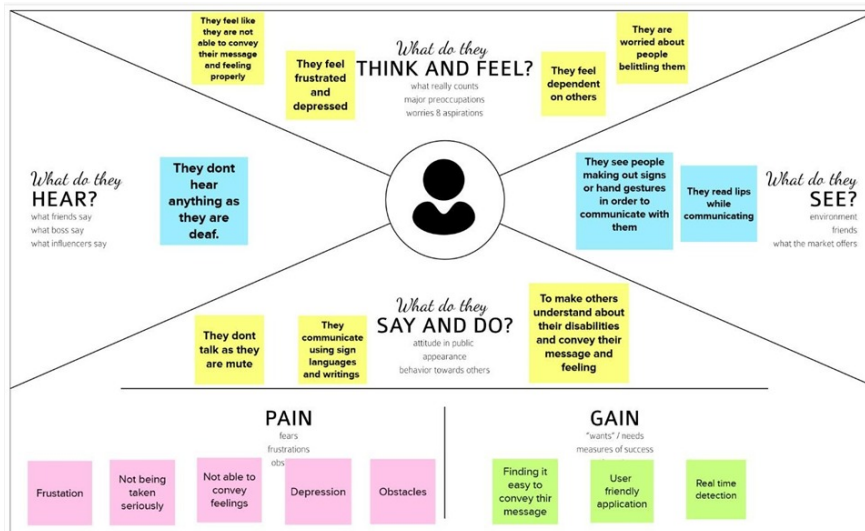 They feel like
they are not
able to convey
their message
and feeling
properly
They feel
frustrated
and
depressed
What do they
THINK AND FEEL?
what really counts
major preoccupations
worries & aspirations
They feel
dependent
on others
They are
worried about
people
belittling them
What do they
HEAR?
what friends say
what boss say
what influencers say
They dont
hear
anything as
they are
deaf.
They see people
making out signs
or hand gestures
in order to
communicate with
them
They read lips
while
communicating
What do they
SEE?
environment
friends
what the market offers
They dont
talk as they
are mute
They
communicate
using sign
languages
and writings
What do they
SAY AND DO?
attitude in public
appearance
behavior towards others
To make others
understand about
their disabilities
and convey their
message and
feeling
PAIN
fears
frustrations
obs
Frustation
Not being
taken
seriously
Not able to
convey
feelings
Depression
Obstacles
GAIN
"wants" / needs
measures of success
Finding it
easy to
convey thir
message
User
friendly
application
Real time
detection